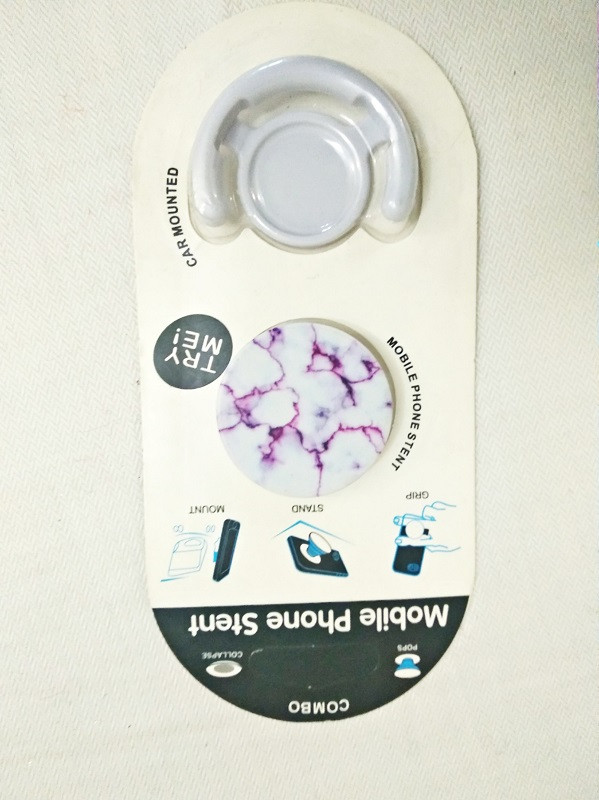 COMBO
POPS
COLLAPSE
Mobile Phone Stent
GRIP
STAND
MOUNT
MOBILE PHONE STENT
TRY
ME!
CAR MOUNTED